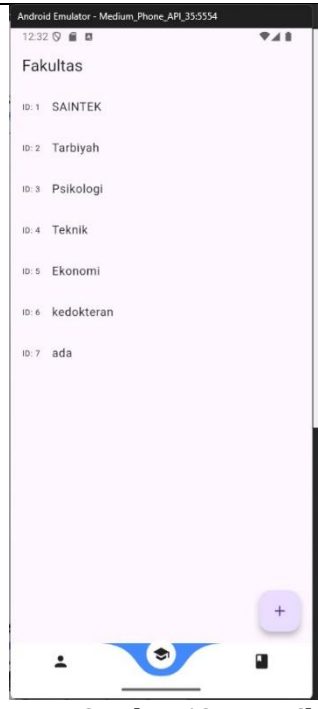 Android Emulator - Medium_Phone_API_35:5554
12:32
Fakultas
ID: 1 SAINTEK
ID: 2 Tarbiyah
ID: 3 Psikologi
ID: 4 Teknik
ID: 5 Ekonomi
ID: 6 kedokteran
ID: 7 ada
+